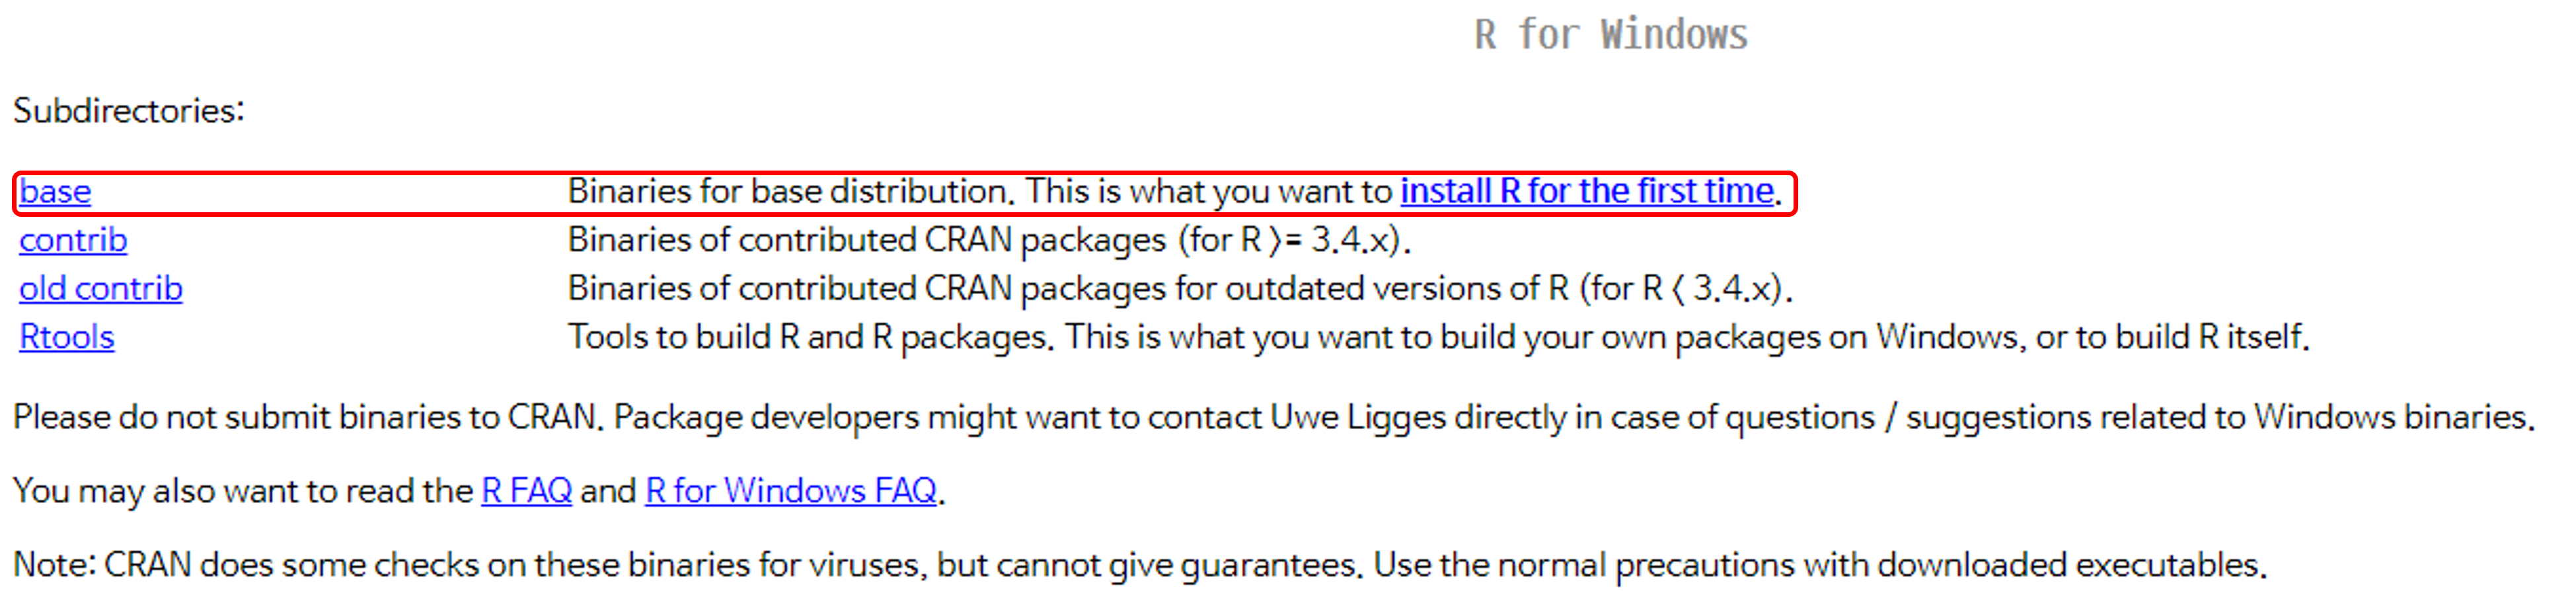 R for Windows
Subdirectories:
base Binaries for base distribution. This is what you want to install R for the first time.
contrib Binaries of contributed CRAN packages (for R >= 3.4.x).
old contrib Binaries of contributed CRAN packages for outdated versions of R (for R < 3.4.x).
Rtools Tools to build R and R packages. This is what you want to build your own packages on Windows, or to build R itself.
Please do not submit binaries to CRAN. Package developers might want to contact Uwe Ligges directly in case of questions / suggestions related to Windows binaries.
You may also want to read the R FAQ and R for Windows FAQ.
Note: CRAN does some checks on these binaries for viruses, but cannot give guarantees. Use the normal precautions with downloaded executables.